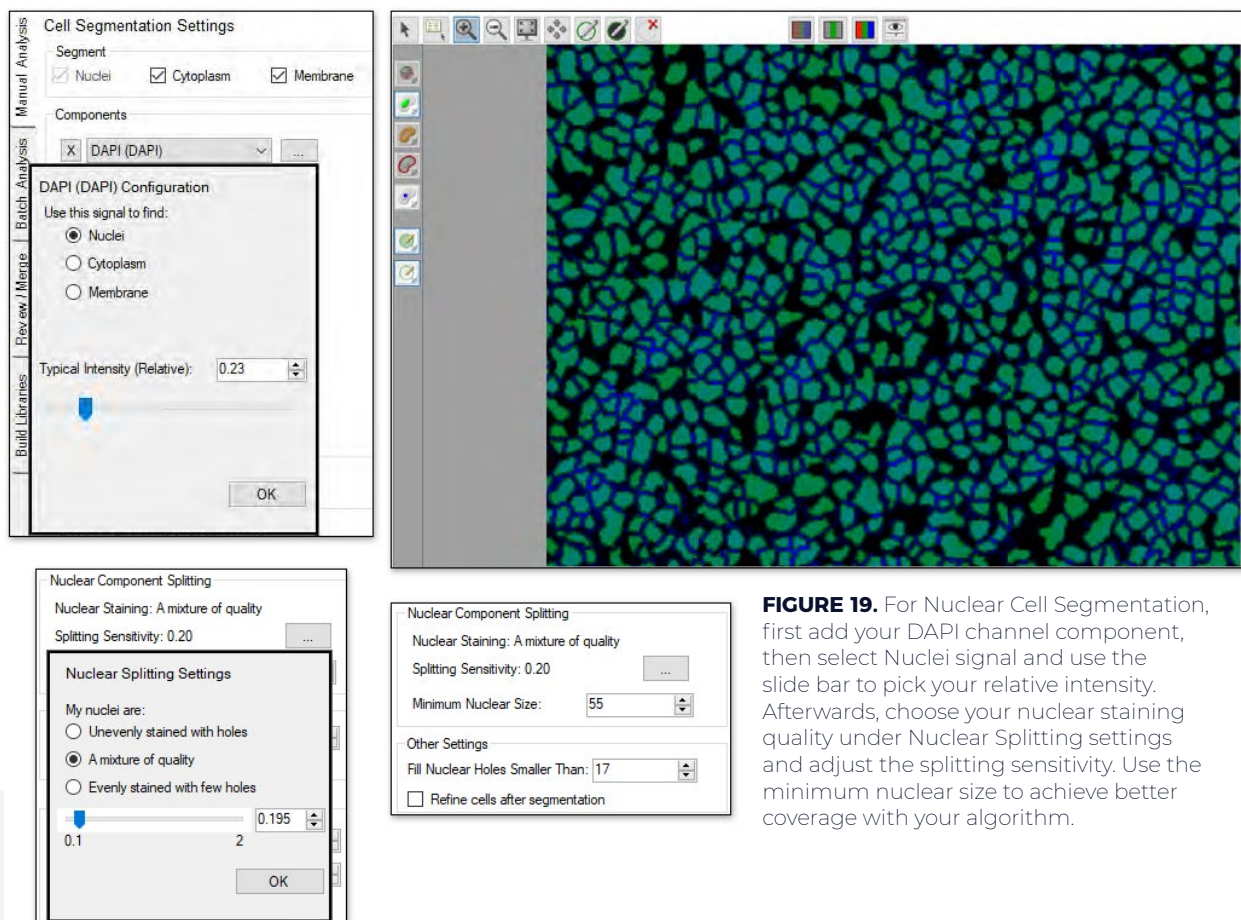 Manual Analysis
Batch Analysis
Review / Merge
Build Libraries
Cell Segmentation Settings
Segment
Nuclei Cytoplasm Membrane
Components
X DAPI (DAPI) ...
DAPI (DAPI) Configuration
Use this signal to find:
Nuclei
Cytoplasm
Membrane
Typical Intensity (Relative): 0.23
OK
Nuclear Component Splitting
Nuclear Staining: A mixture of quality
Splitting Sensitivity: 0.20 ...
Nuclear Splitting Settings
My nuclei are:
Unevenly stained with holes
A mixture of quality
Evenly stained with few holes
0.195
0.1 2
OK
Nuclear Component Splitting
Nuclear Staining: A mixture of quality
Splitting Sensitivity: 0.20 ...
Minimum Nuclear Size: 55
Other Settings
Fill Nuclear Holes Smaller Than: 17
Refine cells after segmentation
FIGURE 19. For Nuclear Cell Segmentation,
first add your DAPI channel component,
then select Nuclei signal and use the
slide bar to pick your relative intensity.
Afterwards, choose your nuclear staining
quality under Nuclear Splitting settings
and adjust the splitting sensitivity. Use the
minimum nuclear size to achieve better
coverage with your algorithm.